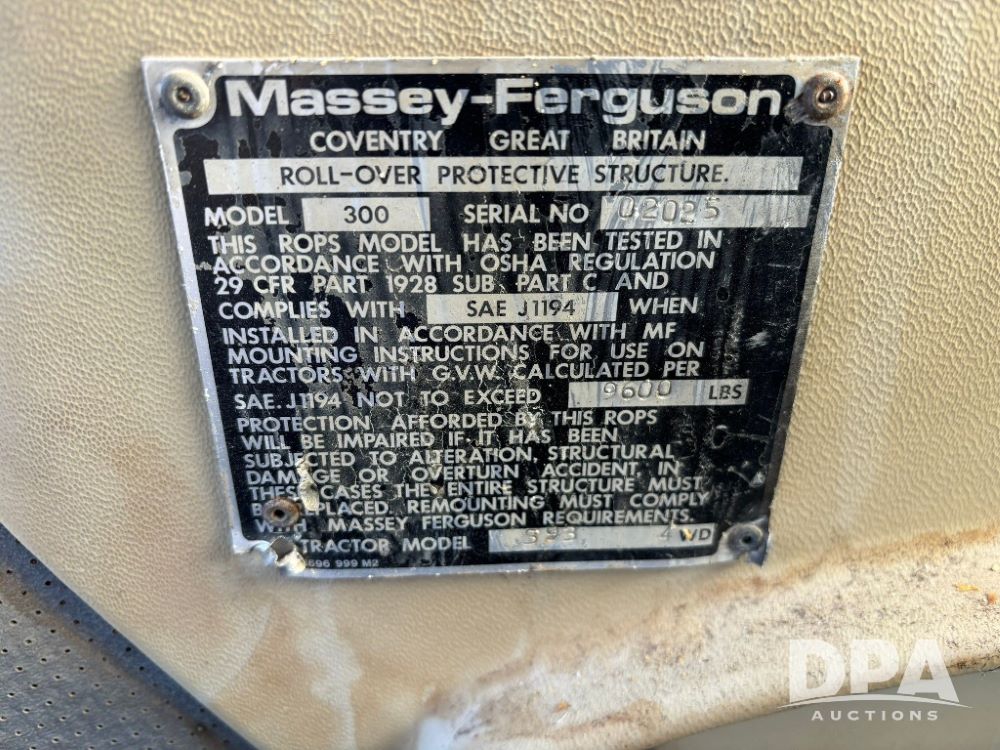 Massey-Ferguson
COVENTRY GREAT BRITAIN
ROLL-OVER PROTECTIVE STRUCTURE.
MODEL 300 SERIAL NO 02025
THIS ROPS MODEL HAS BEEN TESTED IN
ACCORDANCE WITH OSHA REGULATION
29 CFR PART 1928 SUB PART C AND
COMPLIES WITH SAE J1194 WHEN
INSTALLED IN ACCORDANCE WITH MF
MOUNTING INSTRUCTIONS FOR USE ON
TRACTORS WITH G.V.W. CALCULATED PER
SAE J1194 NOT TO EXCEED 9600 LBS
PROTECTION AFFORDED BY THIS ROPS
WILL BE IMPAIRED IF IT HAS BEEN
SUBJECTED TO ALTERATION, STRUCTURAL
DAMAGE OR OVERTURN ACCIDENT. IN
THESE CASES THE ENTIRE STRUCTURE MUST
BE REPLACED. REMOUNTING MUST COMPLY
WITH MASSEY FERGUSON REQUIREMENTS.
TRACTOR MODEL 4WD
696 999 M2
DPA
AUCTIONS